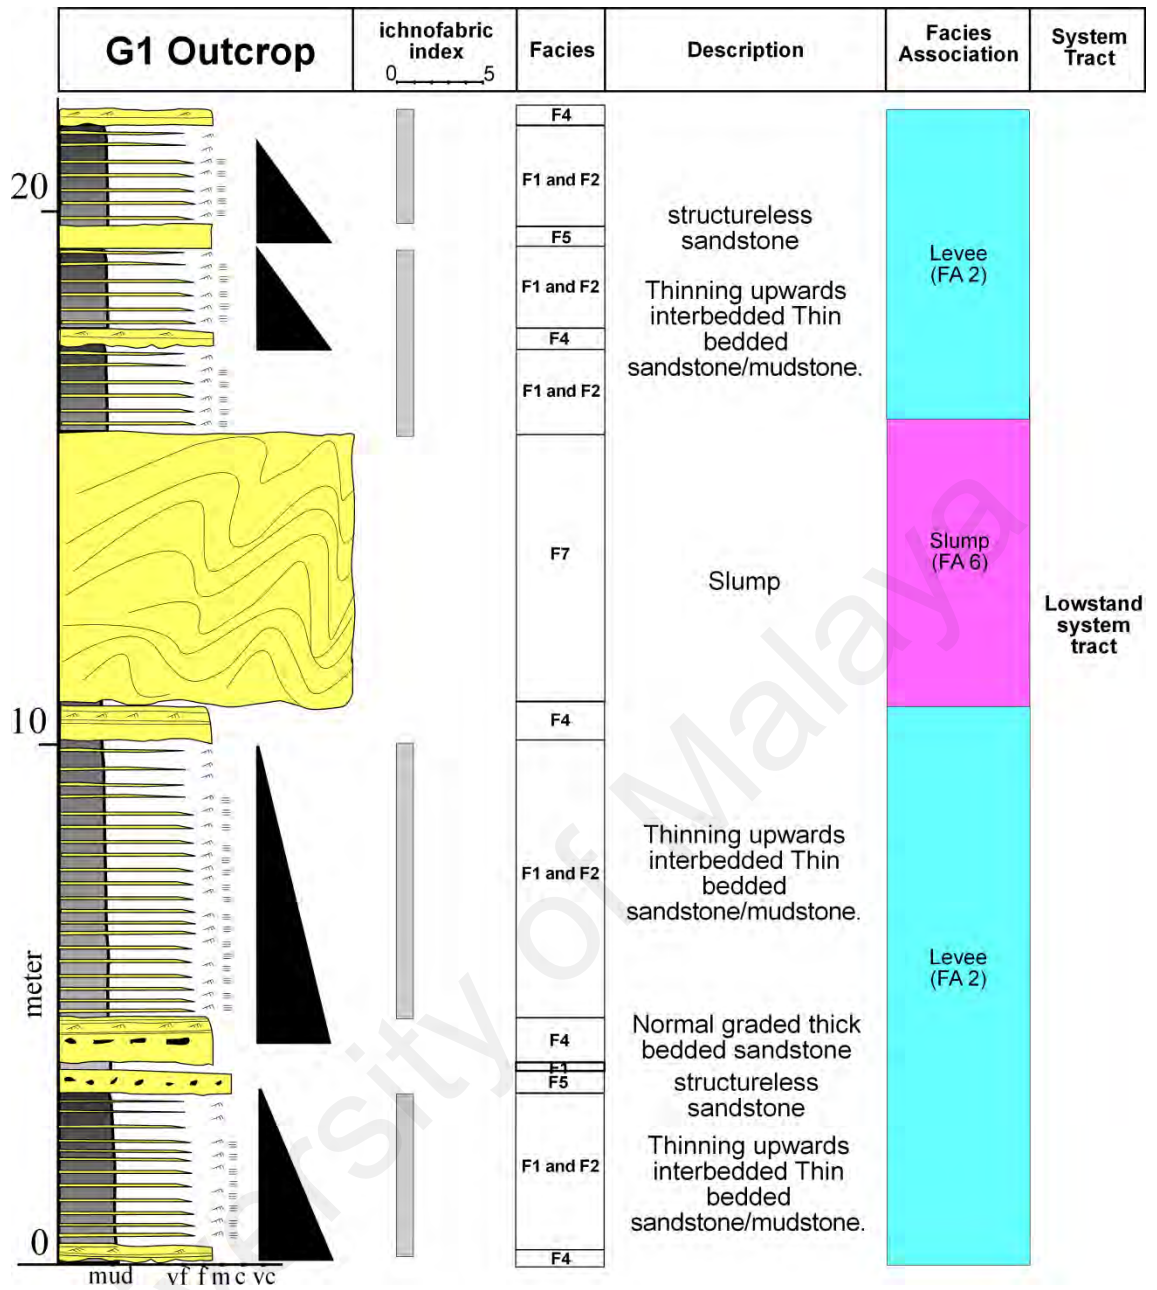 G1 Outcrop
ichnofabric
index
0 5
Facies
Description
Facies
Association
System
Tract
F4
F1 and F2
20
structureless
sandstone
F5
Levee
(FA 2)
F1 and F2
Thinning upwards
interbedded Thin
bedded
sandstone/mudstone.
F4
F1 and F2
F7
Slump
Slump
(FA 6)
Lowstand
system
tract
10
F4
Thinning upwards
interbedded Thin
bedded
sandstone/mudstone.
F1 and F2
Levee
(FA 2)
meter
Normal graded thick
bedded sandstone
F4
F1
F5
structureless
sandstone
Thinning upwards
interbedded Thin
bedded
sandstone/mudstone.
F1 and F2
0
F4
mud vf f m c vc
University of Malaya